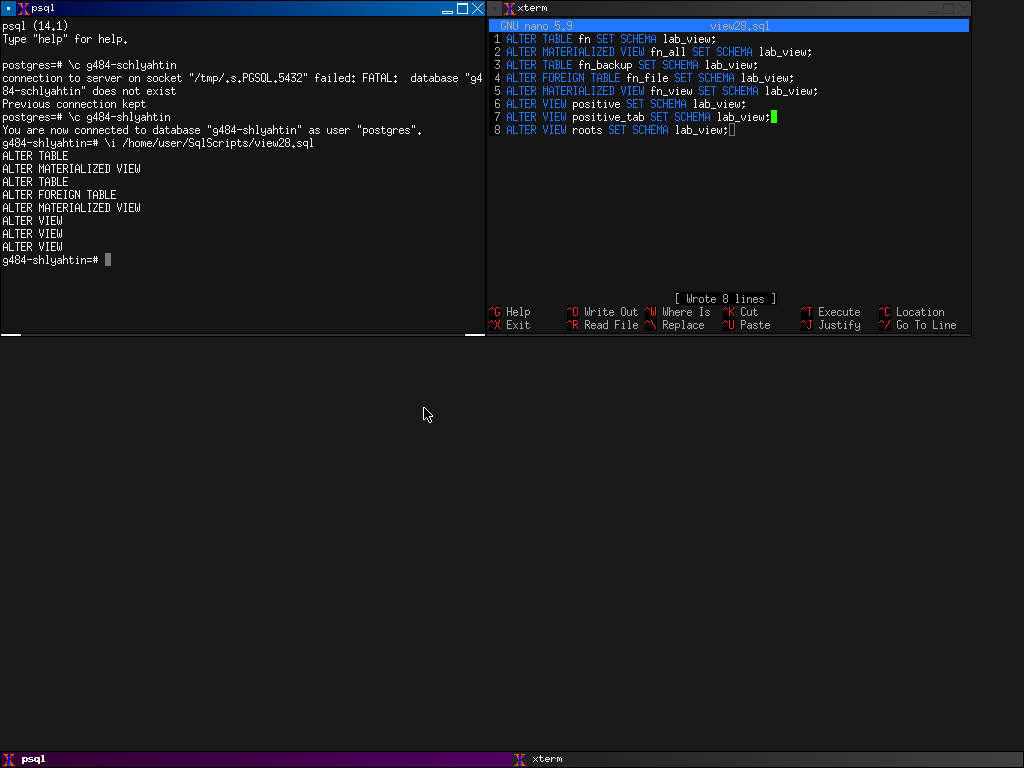 psql
psql (14.1)
Type "help" for help.
postgres=# \c g484-schlyahtin
connection to server on socket "/tmp/.s.PGSQL.5432" failed: FATAL:  database "g4
84-schlyahtin" does not exist
Previous connection kept
postgres=# \c g484-shlyahtin
You are now connected to database "g484-shlyahtin" as user "postgres".
g484-shlyahtin=# \i /home/user/SqlScripts/view28.sql
ALTER TABLE
ALTER MATERIALIZED VIEW
ALTER TABLE
ALTER FOREIGN TABLE
ALTER MATERIALIZED VIEW
ALTER VIEW
ALTER VIEW
ALTER VIEW
g484-shlyahtin=#
xterm
GNU nano 5.9 view28.sql
1 ALTER TABLE fn SET SCHEMA lab_view;
2 ALTER MATERIALIZED VIEW fn_all SET SCHEMA lab_view;
3 ALTER TABLE fn_backup SET SCHEMA lab_view;
4 ALTER FOREIGN TABLE fn_file SET SCHEMA lab_view;
5 ALTER MATERIALIZED VIEW fn_view SET SCHEMA lab_view;
6 ALTER VIEW positive SET SCHEMA lab_view;
7 ALTER VIEW positive_tab SET SCHEMA lab_view;
8 ALTER VIEW roots SET SCHEMA lab_view;
[ Wrote 8 lines ]
^G Help ^O Write Out ^W Where Is ^K Cut ^T Execute ^C Location
^X Exit ^R Read File ^\ Replace ^U Paste ^J Justify ^/ Go To Line
psql
xterm